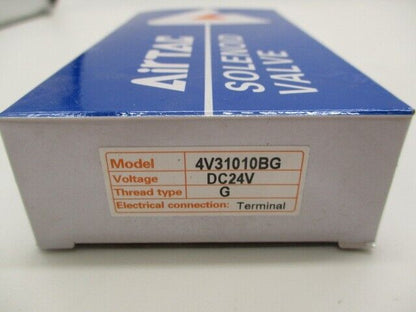 AirTAC
SOLENOID
VALVE
Model 4V31010BG
Voltage DC24V
Thread type G
Electrical connection: Terminal